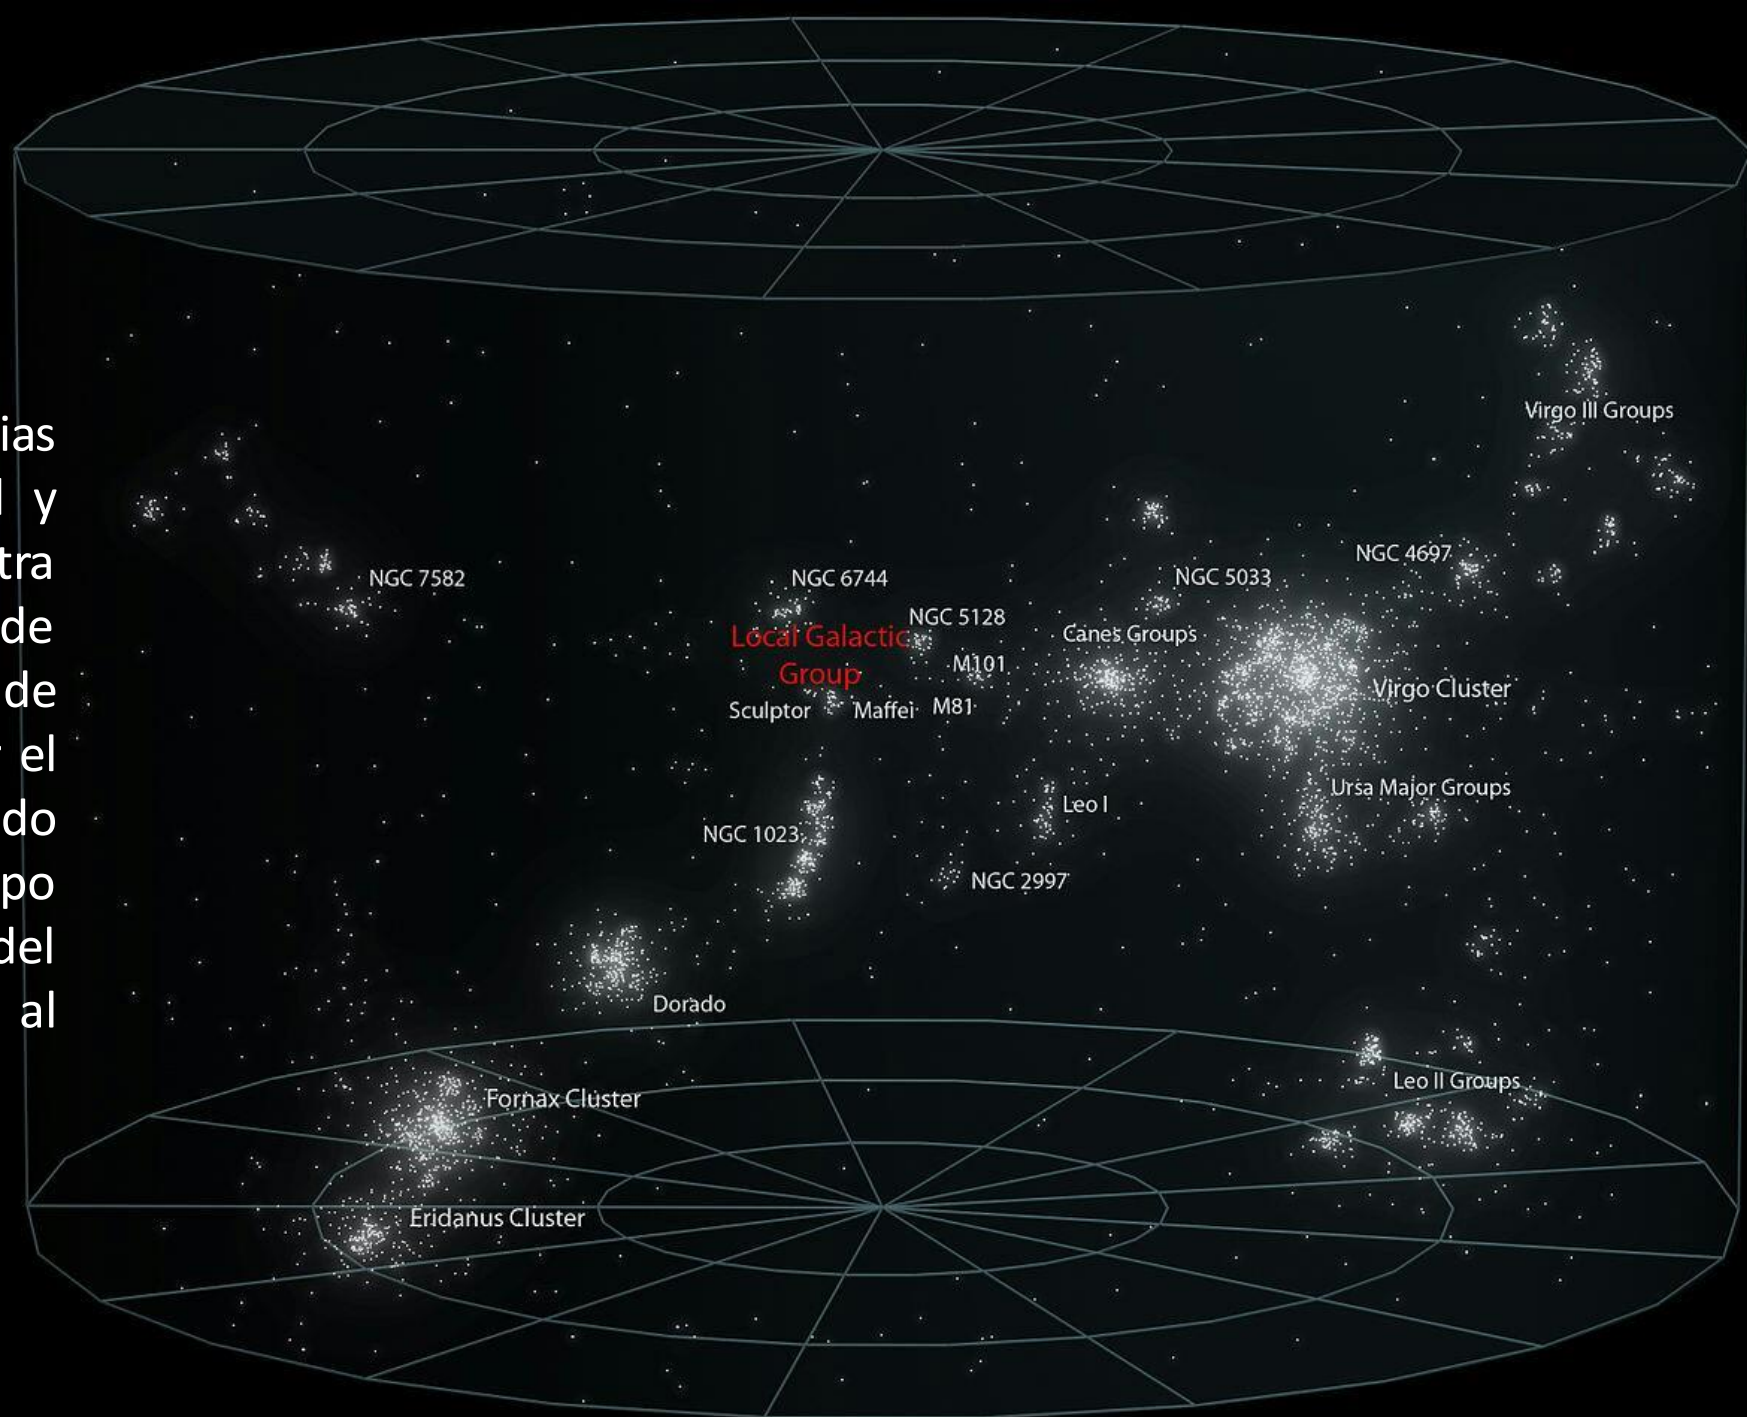 ias
y
tra
de
de
el
do
po
del
al
Virgo III Groups
NGC 4697
NGC 7582
NGC 6744
NGC 5033
NGC 5128
Canes Groups
Local Galactic
Group
M101
Virgo Cluster
Sculptor
Maffei
M81
Ursa Major Groups
Leo I
NGC 1023
NGC 2997
Dorado
Leo II Groups
Fornax Cluster
Eridanus Cluster